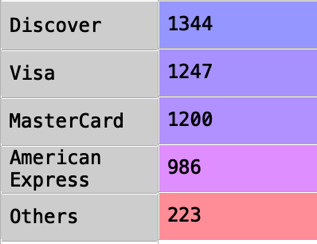 Discover 1344
Visa 1247
MasterCard 1200
American
Express 986
Others 223